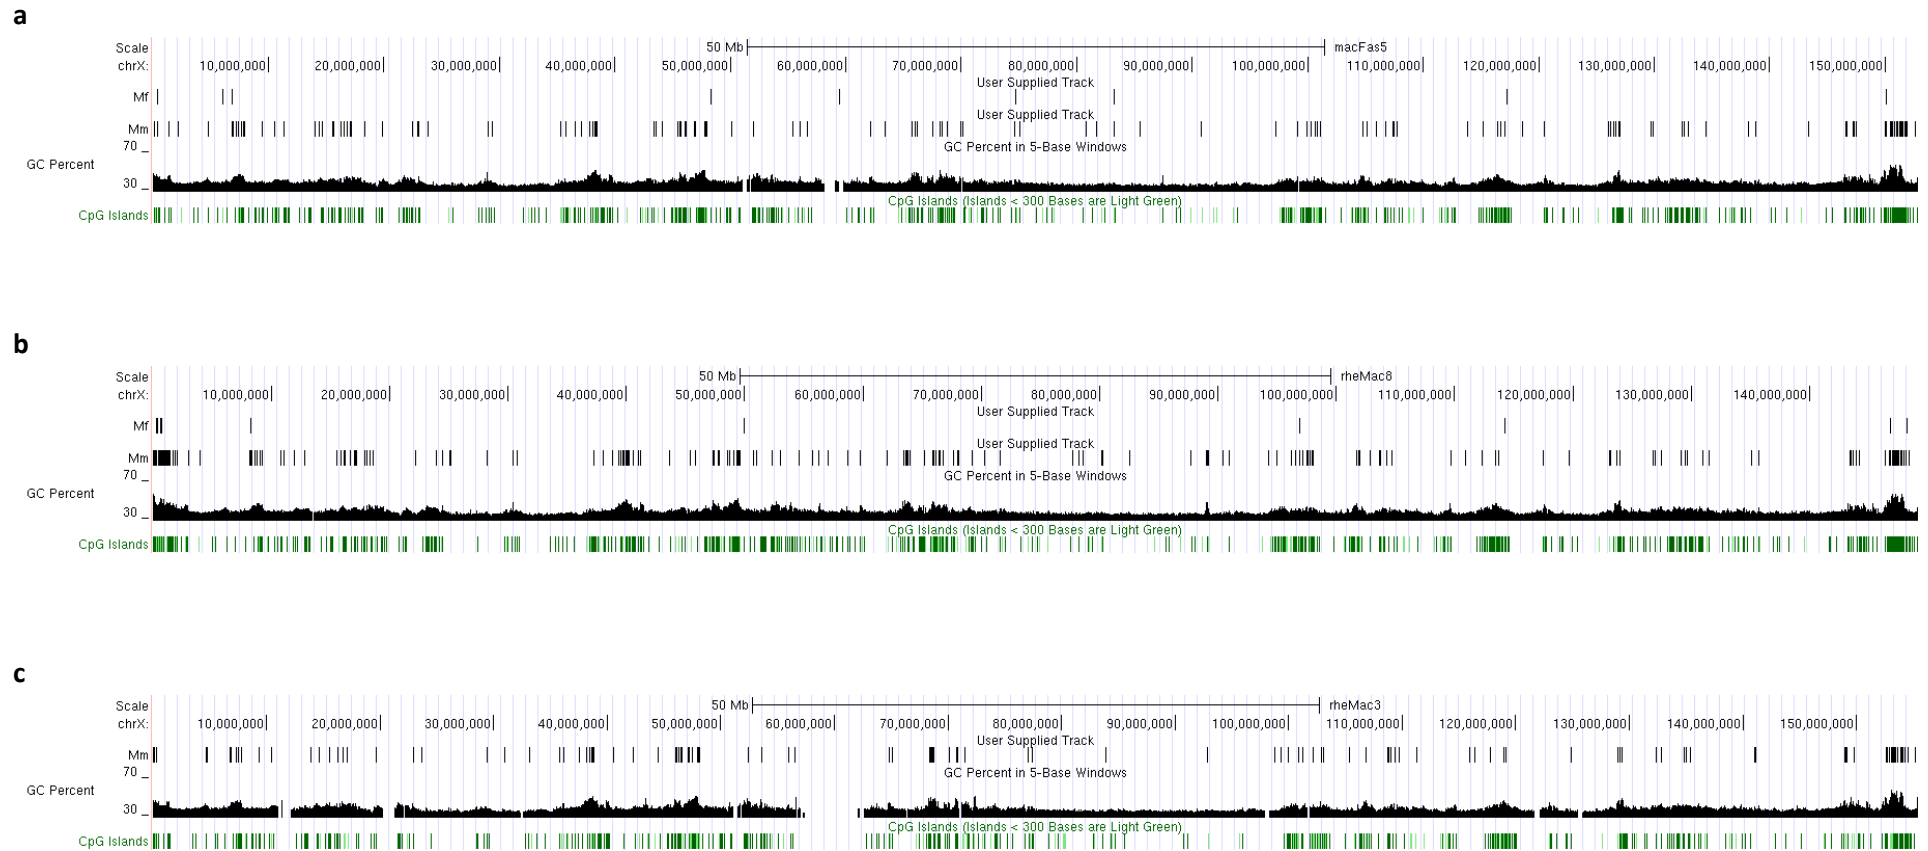 a
Scale 50 Mb macFas5
chrX: 10,000,000 20,000,000 30,000,000 40,000,000 50,000,000 60,000,000 70,000,000 80,000,000 90,000,000 100,000,000 110,000,000 120,000,000 130,000,000 140,000,000 150,000,000
User Supplied Track
Mf
User Supplied Track
Mm
70 _ GC Percent in 5-Base Windows
GC Percent
30 _
CpG Islands (Islands < 300 Bases are Light Green)
CpG Islands
b
Scale 50 Mb rheMac8
chrX: 10,000,000 20,000,000 30,000,000 40,000,000 50,000,000 60,000,000 70,000,000 80,000,000 90,000,000 100,000,000 110,000,000 120,000,000 130,000,000 140,000,000
User Supplied Track
Mf
User Supplied Track
Mm
70 _ GC Percent in 5-Base Windows
GC Percent
30 _
CpG Islands (Islands < 300 Bases are Light Green)
CpG Islands
c
Scale 50 Mb rheMac3
chrX: 10,000,000 20,000,000 30,000,000 40,000,000 50,000,000 60,000,000 70,000,000 80,000,000 90,000,000 100,000,000 110,000,000 120,000,000 130,000,000 140,000,000 150,000,000
User Supplied Track
Mm
70 _ GC Percent in 5-Base Windows
GC Percent
30 _
CpG Islands (Islands < 300 Bases are Light Green)
CpG Islands